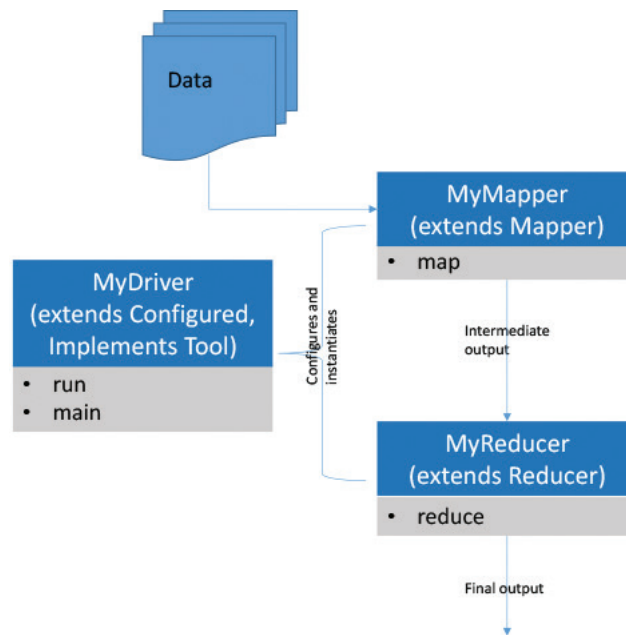 Data
MyMapper
(extends Mapper)
• map
MyDriver
(extends Configured,
Implements Tool)
• run
• main
Configures and
instantiates
Intermediate
output
MyReducer
(extends Reducer)
• reduce
Final output